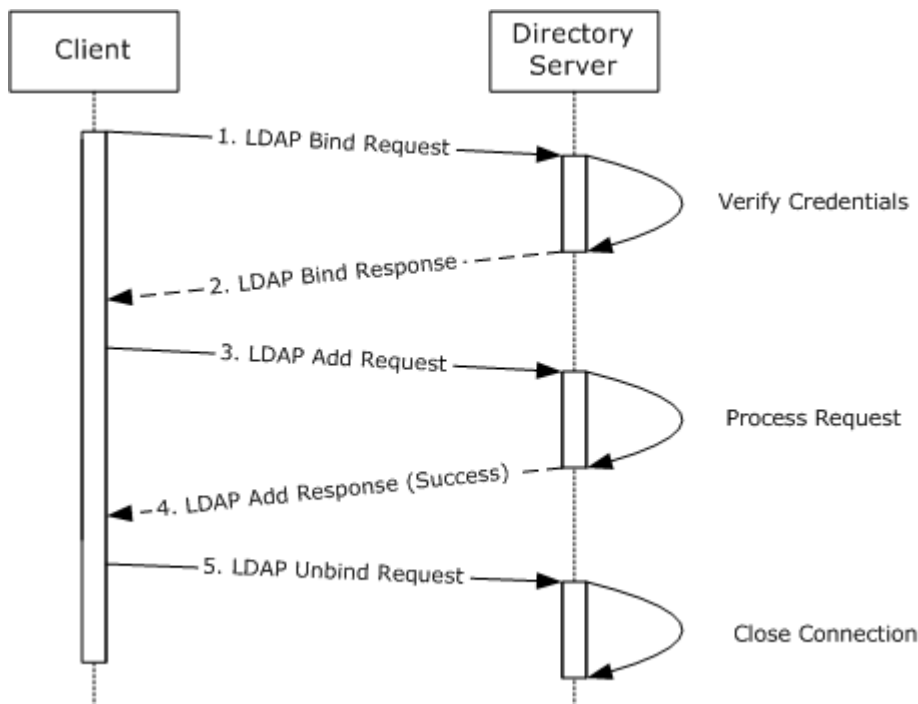 Client
Directory
Server
1. LDAP Bind Request
Verify Credentials
2. LDAP Bind Response
3. LDAP Add Request
Process Request
4. LDAP Add Response (Success)
5. LDAP Unbind Request
Close Connection